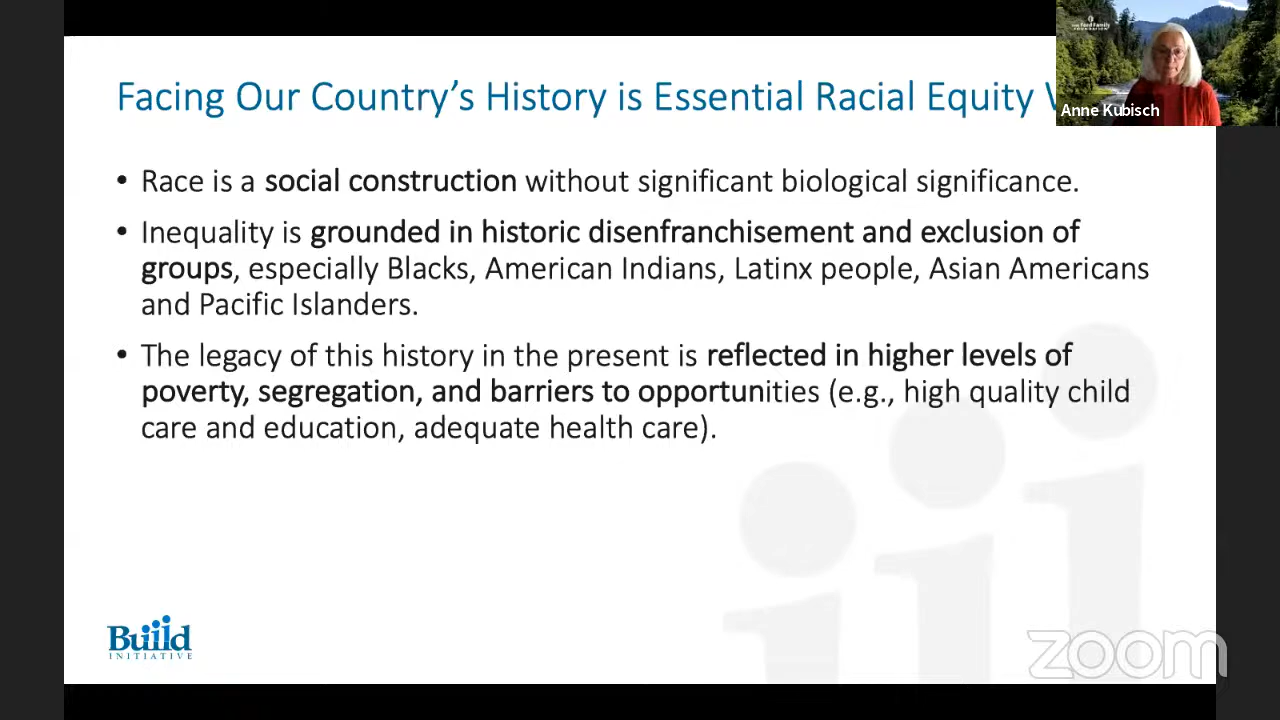 Facing Our Country's History is Essential Racial Equity
Anne Kubisch
• Race is a social construction without significant biological significance.
• Inequality is grounded in historic disenfranchisement and exclusion of
groups, especially Blacks, American Indians, Latinx people, Asian Americans
and Pacific Islanders.
• The legacy of this history in the present is reflected in higher levels of
poverty, segregation, and barriers to opportunities (e.g., high quality child
care and education, adequate health care).
Build
INITIATIVE
zoom